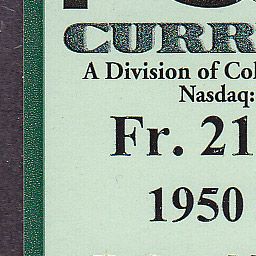 CURR
A Division of Col
Nasdaq:
Fr. 21
1950